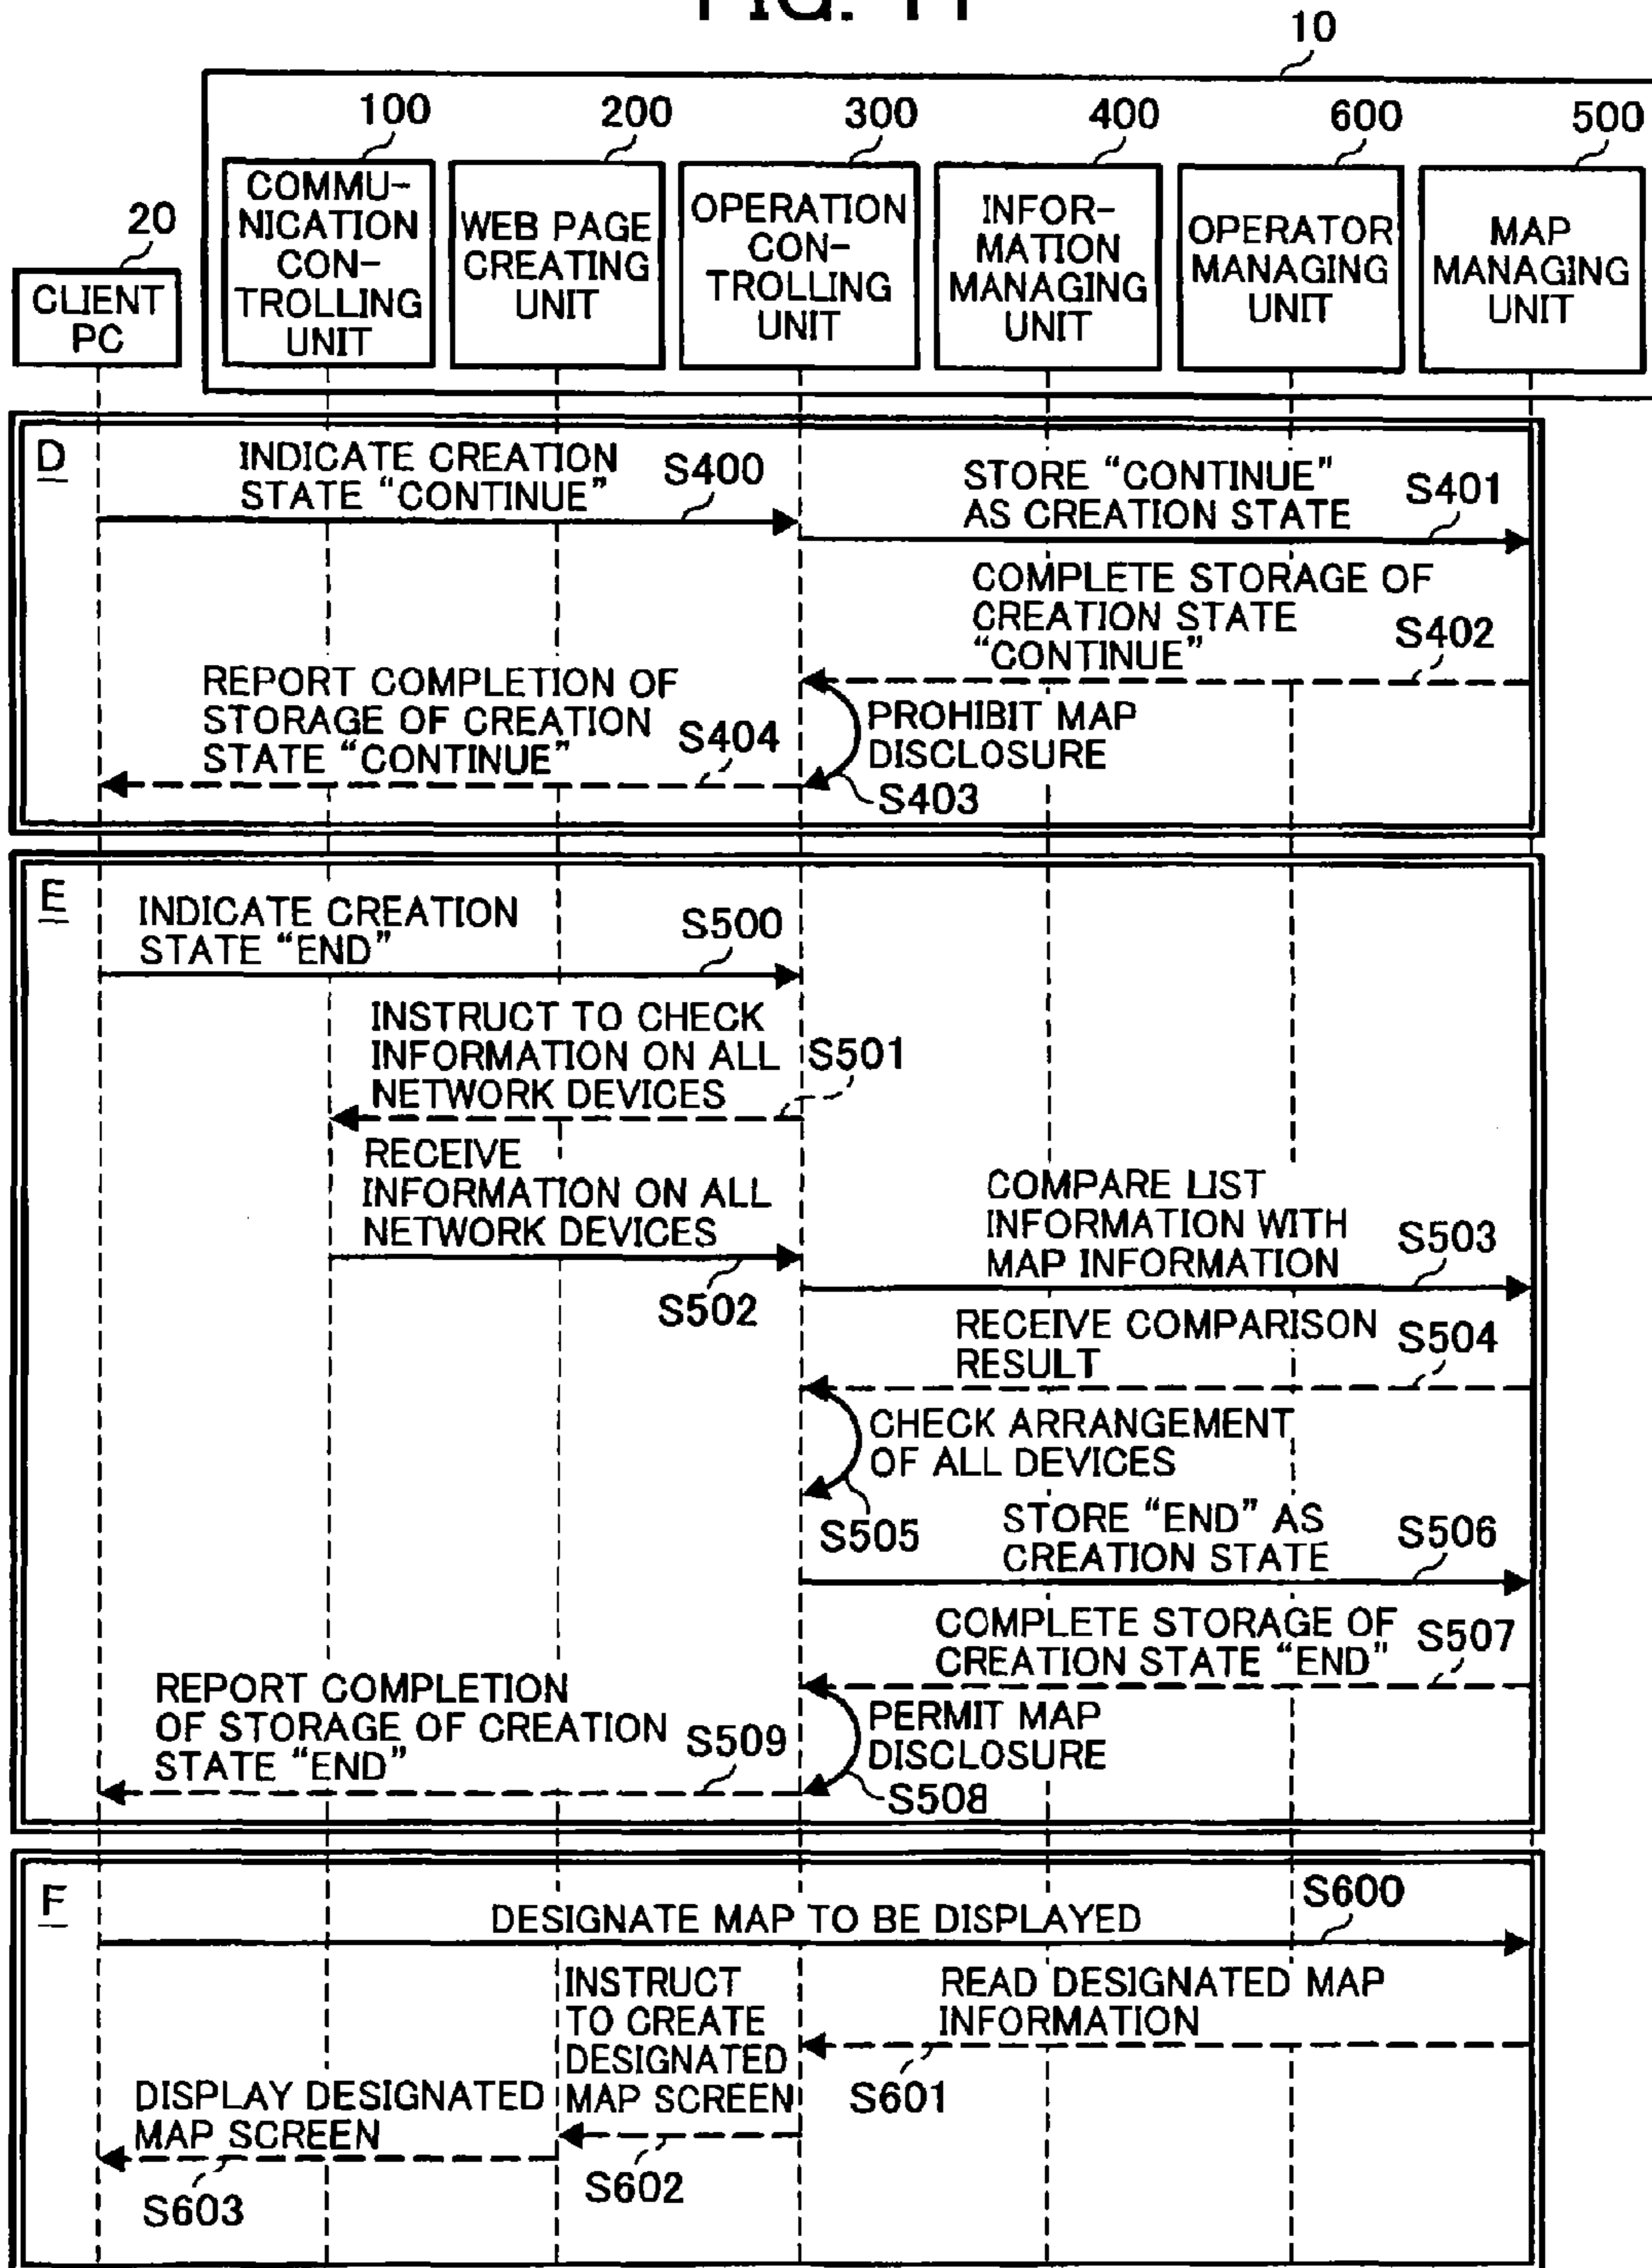 FIG. 11
10
100
200
300
400
600
500
20
COMMU-
NICATION
CON-
TROLLING
UNIT
WEB PAGE
CREATING
UNIT
OPERATION
CON-
TROLLING
UNIT
INFOR-
MATION
MANAGING
UNIT
OPERATOR
MANAGING
UNIT
MAP
MANAGING
UNIT
CLIENT
PC
D
INDICATE CREATION
STATE “CONTINUE”
S400
STORE “CONTINUE”
AS CREATION STATE
S401
COMPLETE STORAGE OF
CREATION STATE
“CONTINUE”
S402
REPORT COMPLETION OF
STORAGE OF CREATION
STATE “CONTINUE”
S404
PROHIBIT MAP
DISCLOSURE
S403
E
INDICATE CREATION
STATE “END”
S500
INSTRUCT TO CHECK
INFORMATION ON ALL
NETWORK DEVICES
S501
RECEIVE
INFORMATION ON ALL
NETWORK DEVICES
S502
COMPARE LIST
INFORMATION WITH
MAP INFORMATION
S503
RECEIVE COMPARISON
RESULT
S504
CHECK ARRANGEMENT
OF ALL DEVICES
S505
STORE “END” AS
CREATION STATE
S506
COMPLETE STORAGE OF
CREATION STATE “END”
S507
REPORT COMPLETION
OF STORAGE OF CREATION
STATE “END”
S509
PERMIT MAP
DISCLOSURE
S508
F
DESIGNATE MAP TO BE DISPLAYED
S600
READ DESIGNATED MAP
INFORMATION
S601
INSTRUCT
TO CREATE
DESIGNATED
MAP SCREEN
S602
DISPLAY DESIGNATED
MAP SCREEN
S603